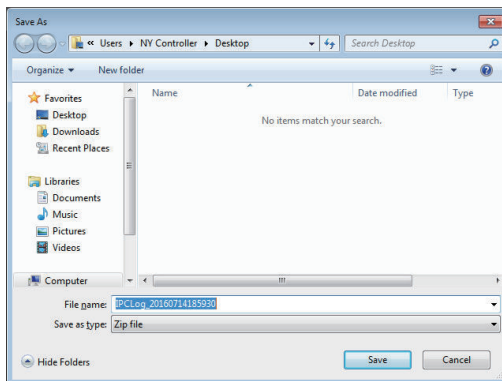 Save As
« Users ▸ NY Controller ▸ Desktop
Search Desktop
Organize ▾ New folder
Name Date modified Type
No items match your search.
Favorites
Desktop
Downloads
Recent Places
Libraries
Documents
Music
Pictures
Videos
Computer
File name: IPCLog_20160714185930
Save as type: Zip file
Hide Folders Save Cancel